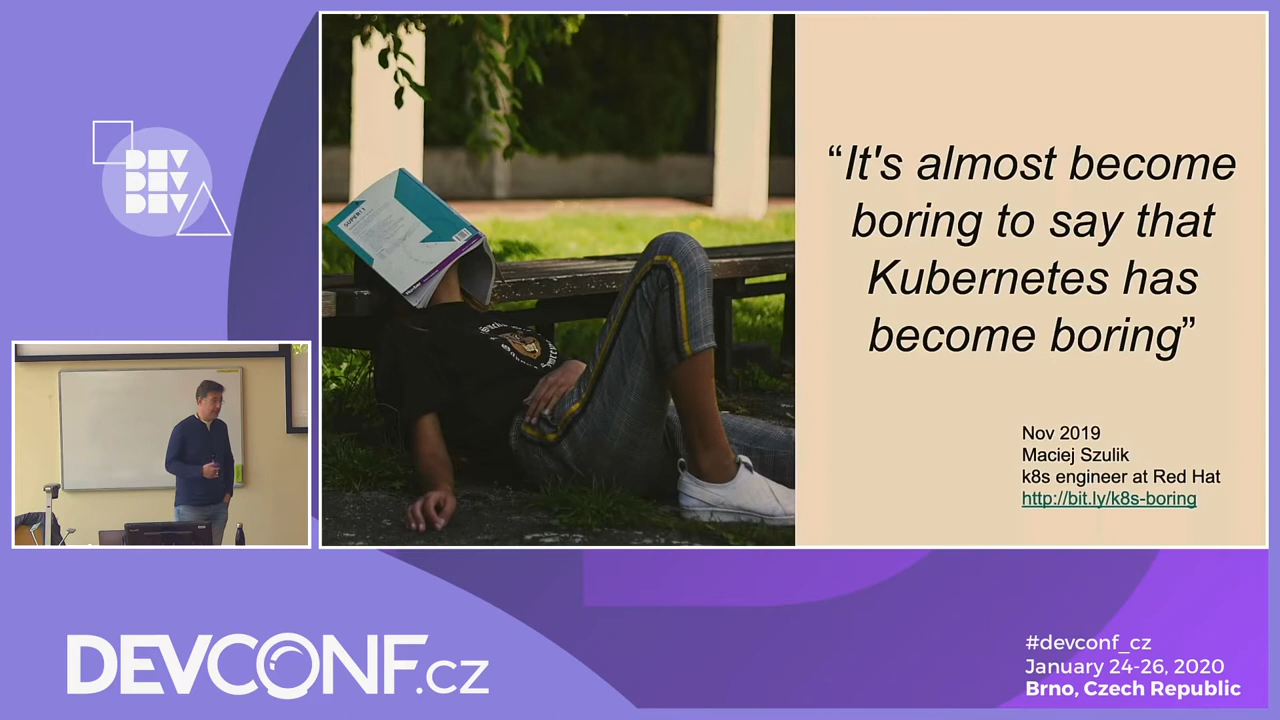 DEV
DEV
DEV
SUPER!
“It's almost become
boring to say that
Kubernetes has
become boring”
Nov 2019
Maciej Szulik
k8s engineer at Red Hat
http://bit.ly/k8s-boring
DEVCONF.cz
#devconf_cz
January 24-26, 2020
Brno, Czech Republic